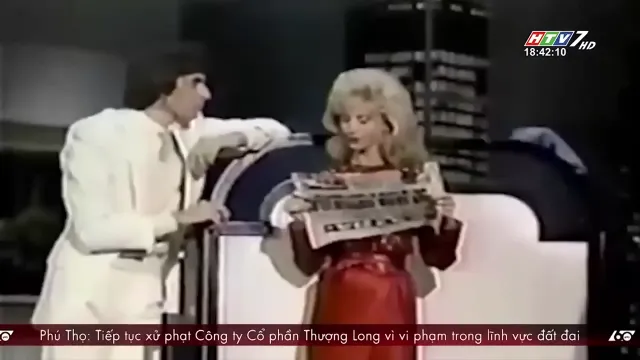 HTV7 HD
18:42:10
Phú Thọ: Tiếp tục xử phạt Công ty Cổ phần Thượng Long vì vi phạm trong lĩnh vực đất đai